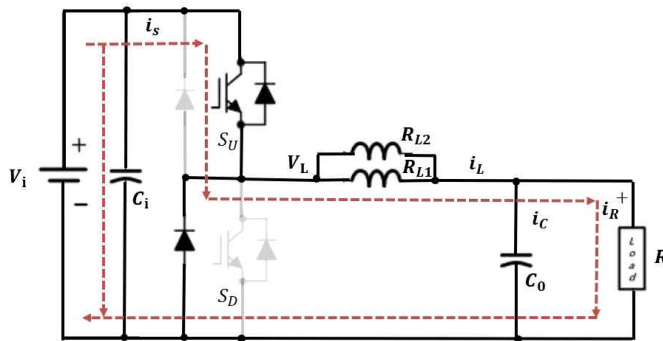 i_s
+
V_i
−
C_i
S_U
V_L
R_L2
R_L1
i_L
i_C
i_R
+
C_0
Load
R
S_D